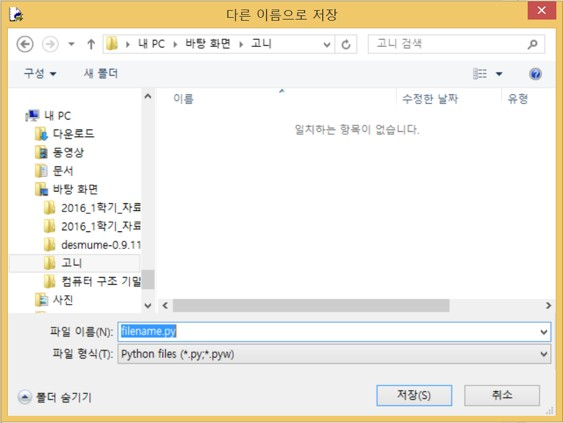 다른 이름으로 저장
내 PC 바탕 화면 고니
고니 검색
구성 새 폴더
이름 수정한 날짜 유형
일치하는 항목이 없습니다.
내 PC
다운로드
동영상
문서
바탕 화면
2016_1학기_자료
2016_1학기_자료
desmume-0.9.11
고니
컴퓨터 구조 기말
사진
파일 이름(N): filename.py
파일 형식(T): Python files (*.py;*.pyw)
폴더 숨기기 저장(S) 취소